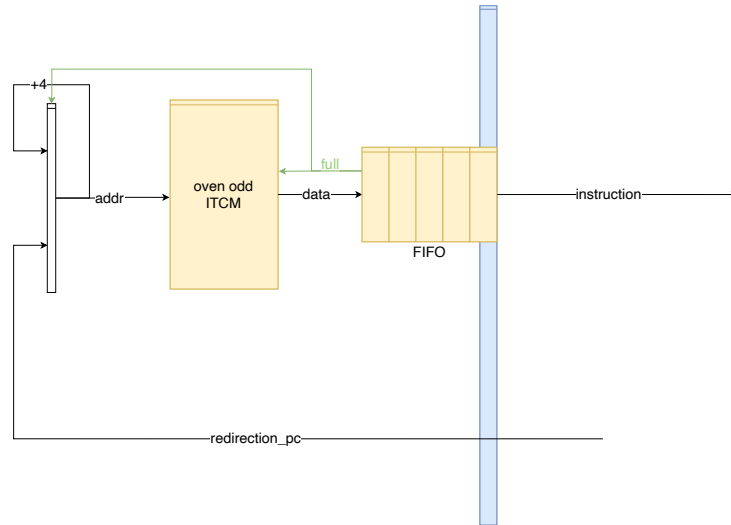 +4
full
oven odd
ITCM
addr
data
instruction
FIFO
redirection_pc